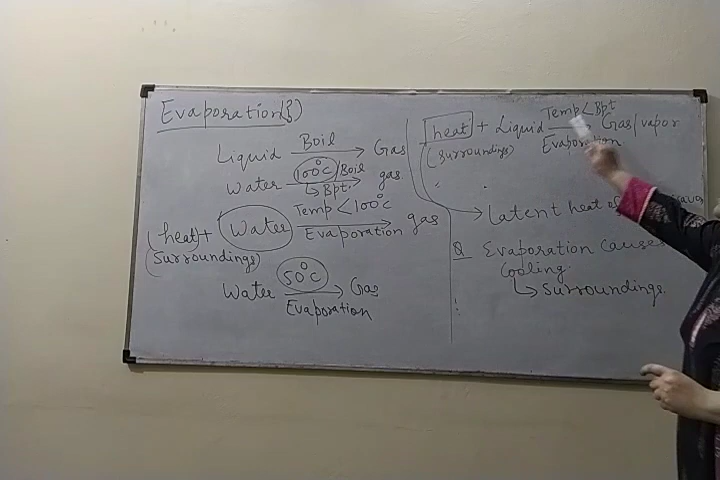 Evaporation{})
Liquid Boil → Gas
Water 100°C/Boil → gas
↳ Bpt.
(heat) + Water Temp<100°C Evaporation → gas
(Surroundings)
Water 50°C → Gas
Evaporation
heat + Liquid Temp<Bpt → Gas/vapor
(Surroundings) Evaporation
→ Latent heat of
Q Evaporation causes
Cooling.
↳ Surroundings.